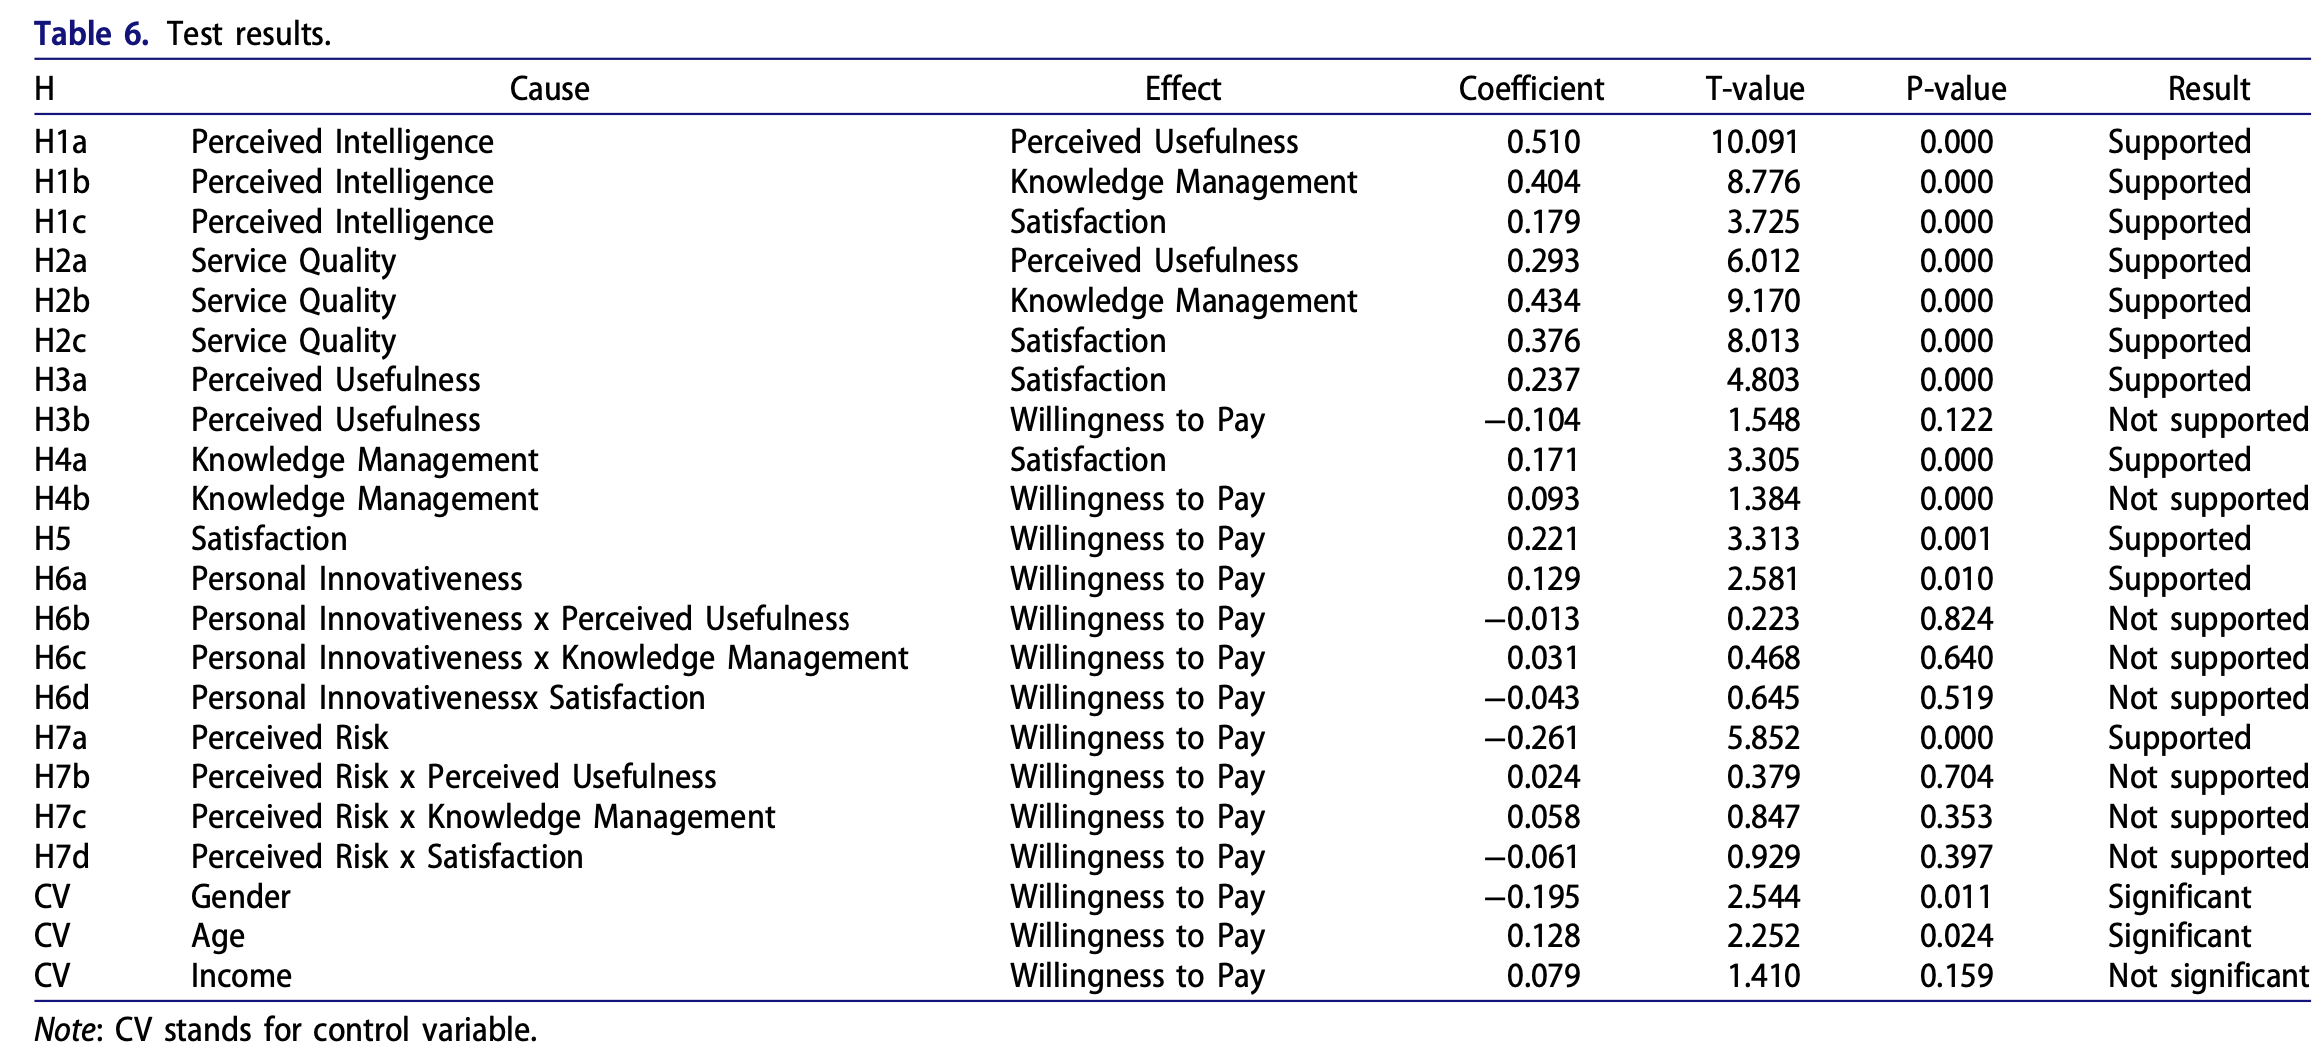 Table 6. Test results.
H Cause Effect Coefficient T-value P-value Result
H1a Perceived Intelligence Perceived Usefulness 0.510 10.091 0.000 Supported
H1b Perceived Intelligence Knowledge Management 0.404 8.776 0.000 Supported
H1c Perceived Intelligence Satisfaction 0.179 3.725 0.000 Supported
H2a Service Quality Perceived Usefulness 0.293 6.012 0.000 Supported
H2b Service Quality Knowledge Management 0.434 9.170 0.000 Supported
H2c Service Quality Satisfaction 0.376 8.013 0.000 Supported
H3a Perceived Usefulness Satisfaction 0.237 4.803 0.000 Supported
H3b Perceived Usefulness Willingness to Pay −0.104 1.548 0.122 Not supported
H4a Knowledge Management Satisfaction 0.171 3.305 0.000 Supported
H4b Knowledge Management Willingness to Pay 0.093 1.384 0.000 Not supported
H5 Satisfaction Willingness to Pay 0.221 3.313 0.001 Supported
H6a Personal Innovativeness Willingness to Pay 0.129 2.581 0.010 Supported
H6b Personal Innovativeness x Perceived Usefulness Willingness to Pay −0.013 0.223 0.824 Not supported
H6c Personal Innovativeness x Knowledge Management Willingness to Pay 0.031 0.468 0.640 Not supported
H6d Personal Innovativenessx Satisfaction Willingness to Pay −0.043 0.645 0.519 Not supported
H7a Perceived Risk Willingness to Pay −0.261 5.852 0.000 Supported
H7b Perceived Risk x Perceived Usefulness Willingness to Pay 0.024 0.379 0.704 Not supported
H7c Perceived Risk x Knowledge Management Willingness to Pay 0.058 0.847 0.353 Not supported
H7d Perceived Risk x Satisfaction Willingness to Pay −0.061 0.929 0.397 Not supported
CV Gender Willingness to Pay −0.195 2.544 0.011 Significant
CV Age Willingness to Pay 0.128 2.252 0.024 Significant
CV Income Willingness to Pay 0.079 1.410 0.159 Not significant
Note: CV stands for control variable.